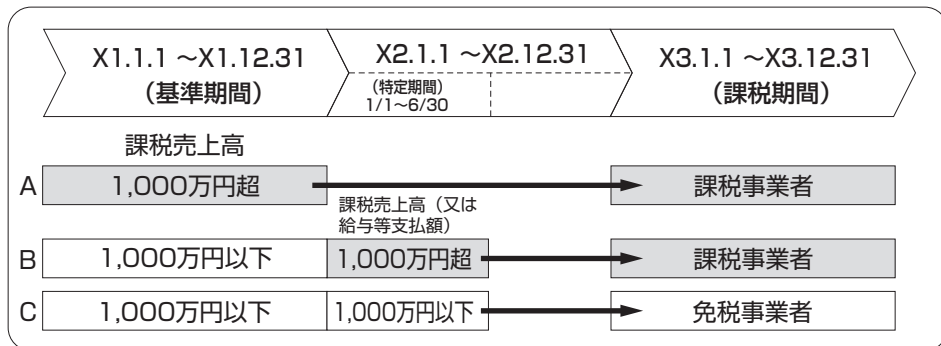 X1.1.1 ～X1.12.31
(基準期間)
X2.1.1 ～X2.12.31
(特定期間)
1/1～6/30
X3.1.1 ～X3.12.31
(課税期間)
課税売上高
A 1,000万円超 課税事業者
課税売上高（又は
給与等支払額）
B 1,000万円以下 1,000万円超 課税事業者
C 1,000万円以下 1,000万円以下 免税事業者